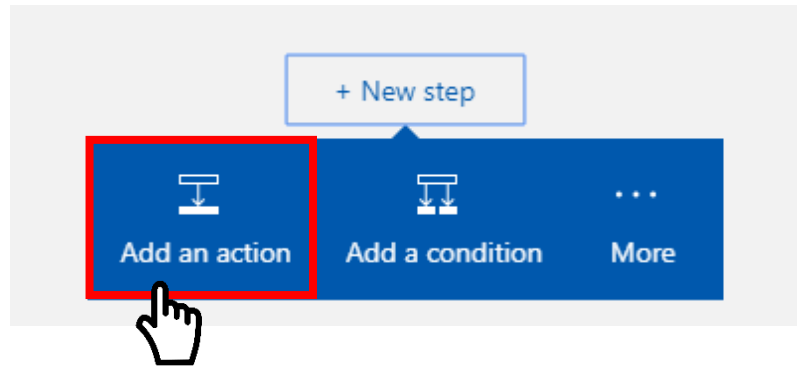 + New step
Add an action
Add a condition
... More